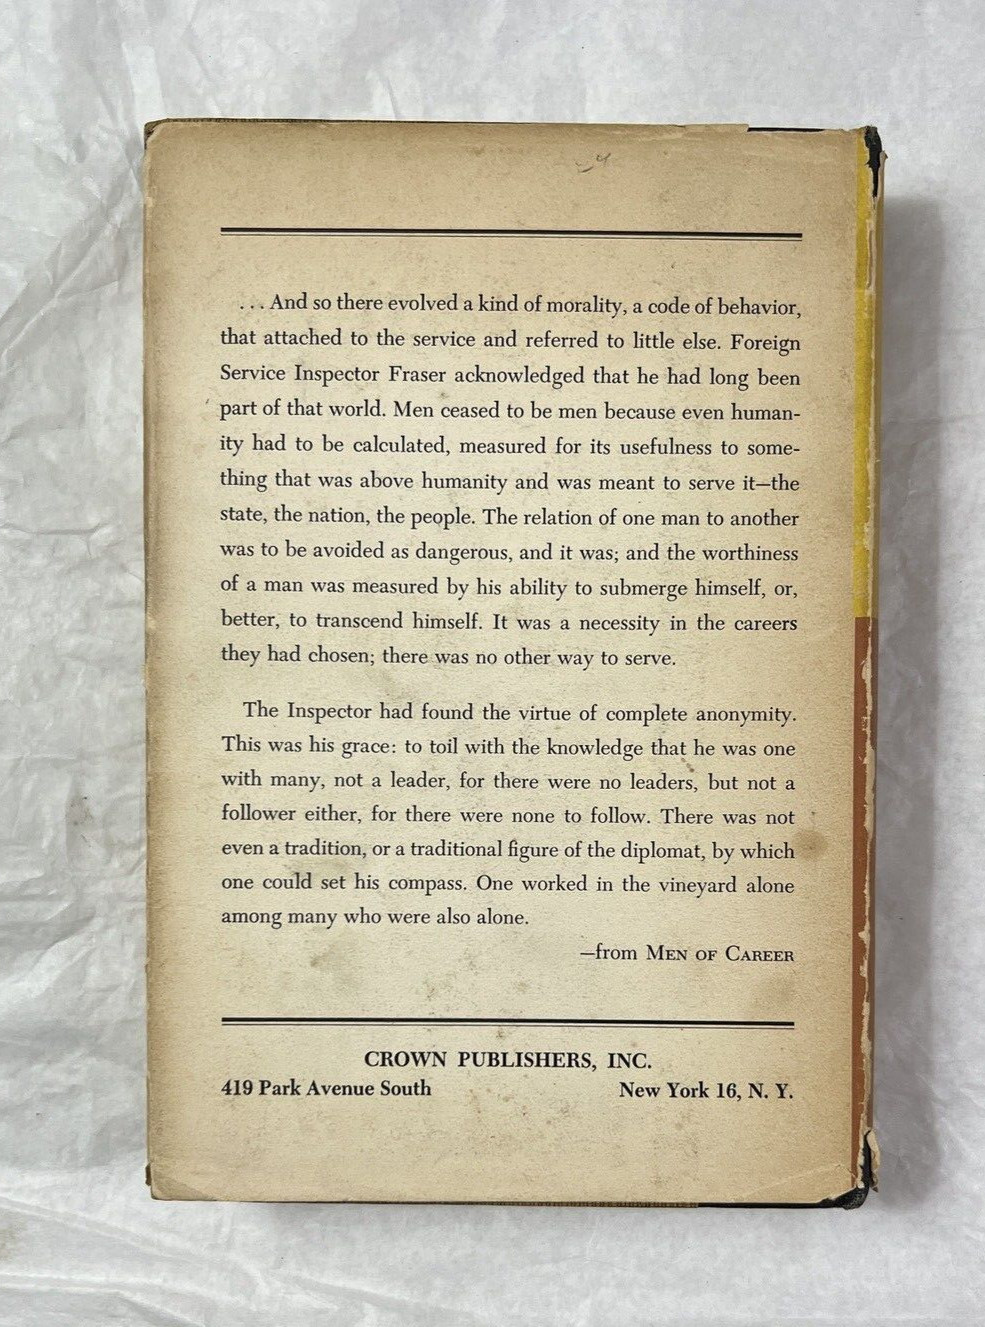 ... And so there evolved a kind of morality, a code of behavior,
that attached to the service and referred to little else. Foreign
Service Inspector Fraser acknowledged that he had long been
part of that world. Men ceased to be men because even human-
ity had to be calculated, measured for its usefulness to some-
thing that was above humanity and was meant to serve it—the
state, the nation, the people. The relation of one man to another
was to be avoided as dangerous, and it was; and the worthiness
of a man was measured by his ability to submerge himself, or,
better, to transcend himself. It was a necessity in the careers
they had chosen; there was no other way to serve.
The Inspector had found the virtue of complete anonymity.
This was his grace: to toil with the knowledge that he was one
with many, not a leader, for there were no leaders, but not a
follower either, for there were none to follow. There was not
even a tradition, or a traditional figure of the diplomat, by which
one could set his compass. One worked in the vineyard alone
among many who were also alone.
—from MEN OF CAREER
CROWN PUBLISHERS, INC.
419 Park Avenue South New York 16, N. Y.